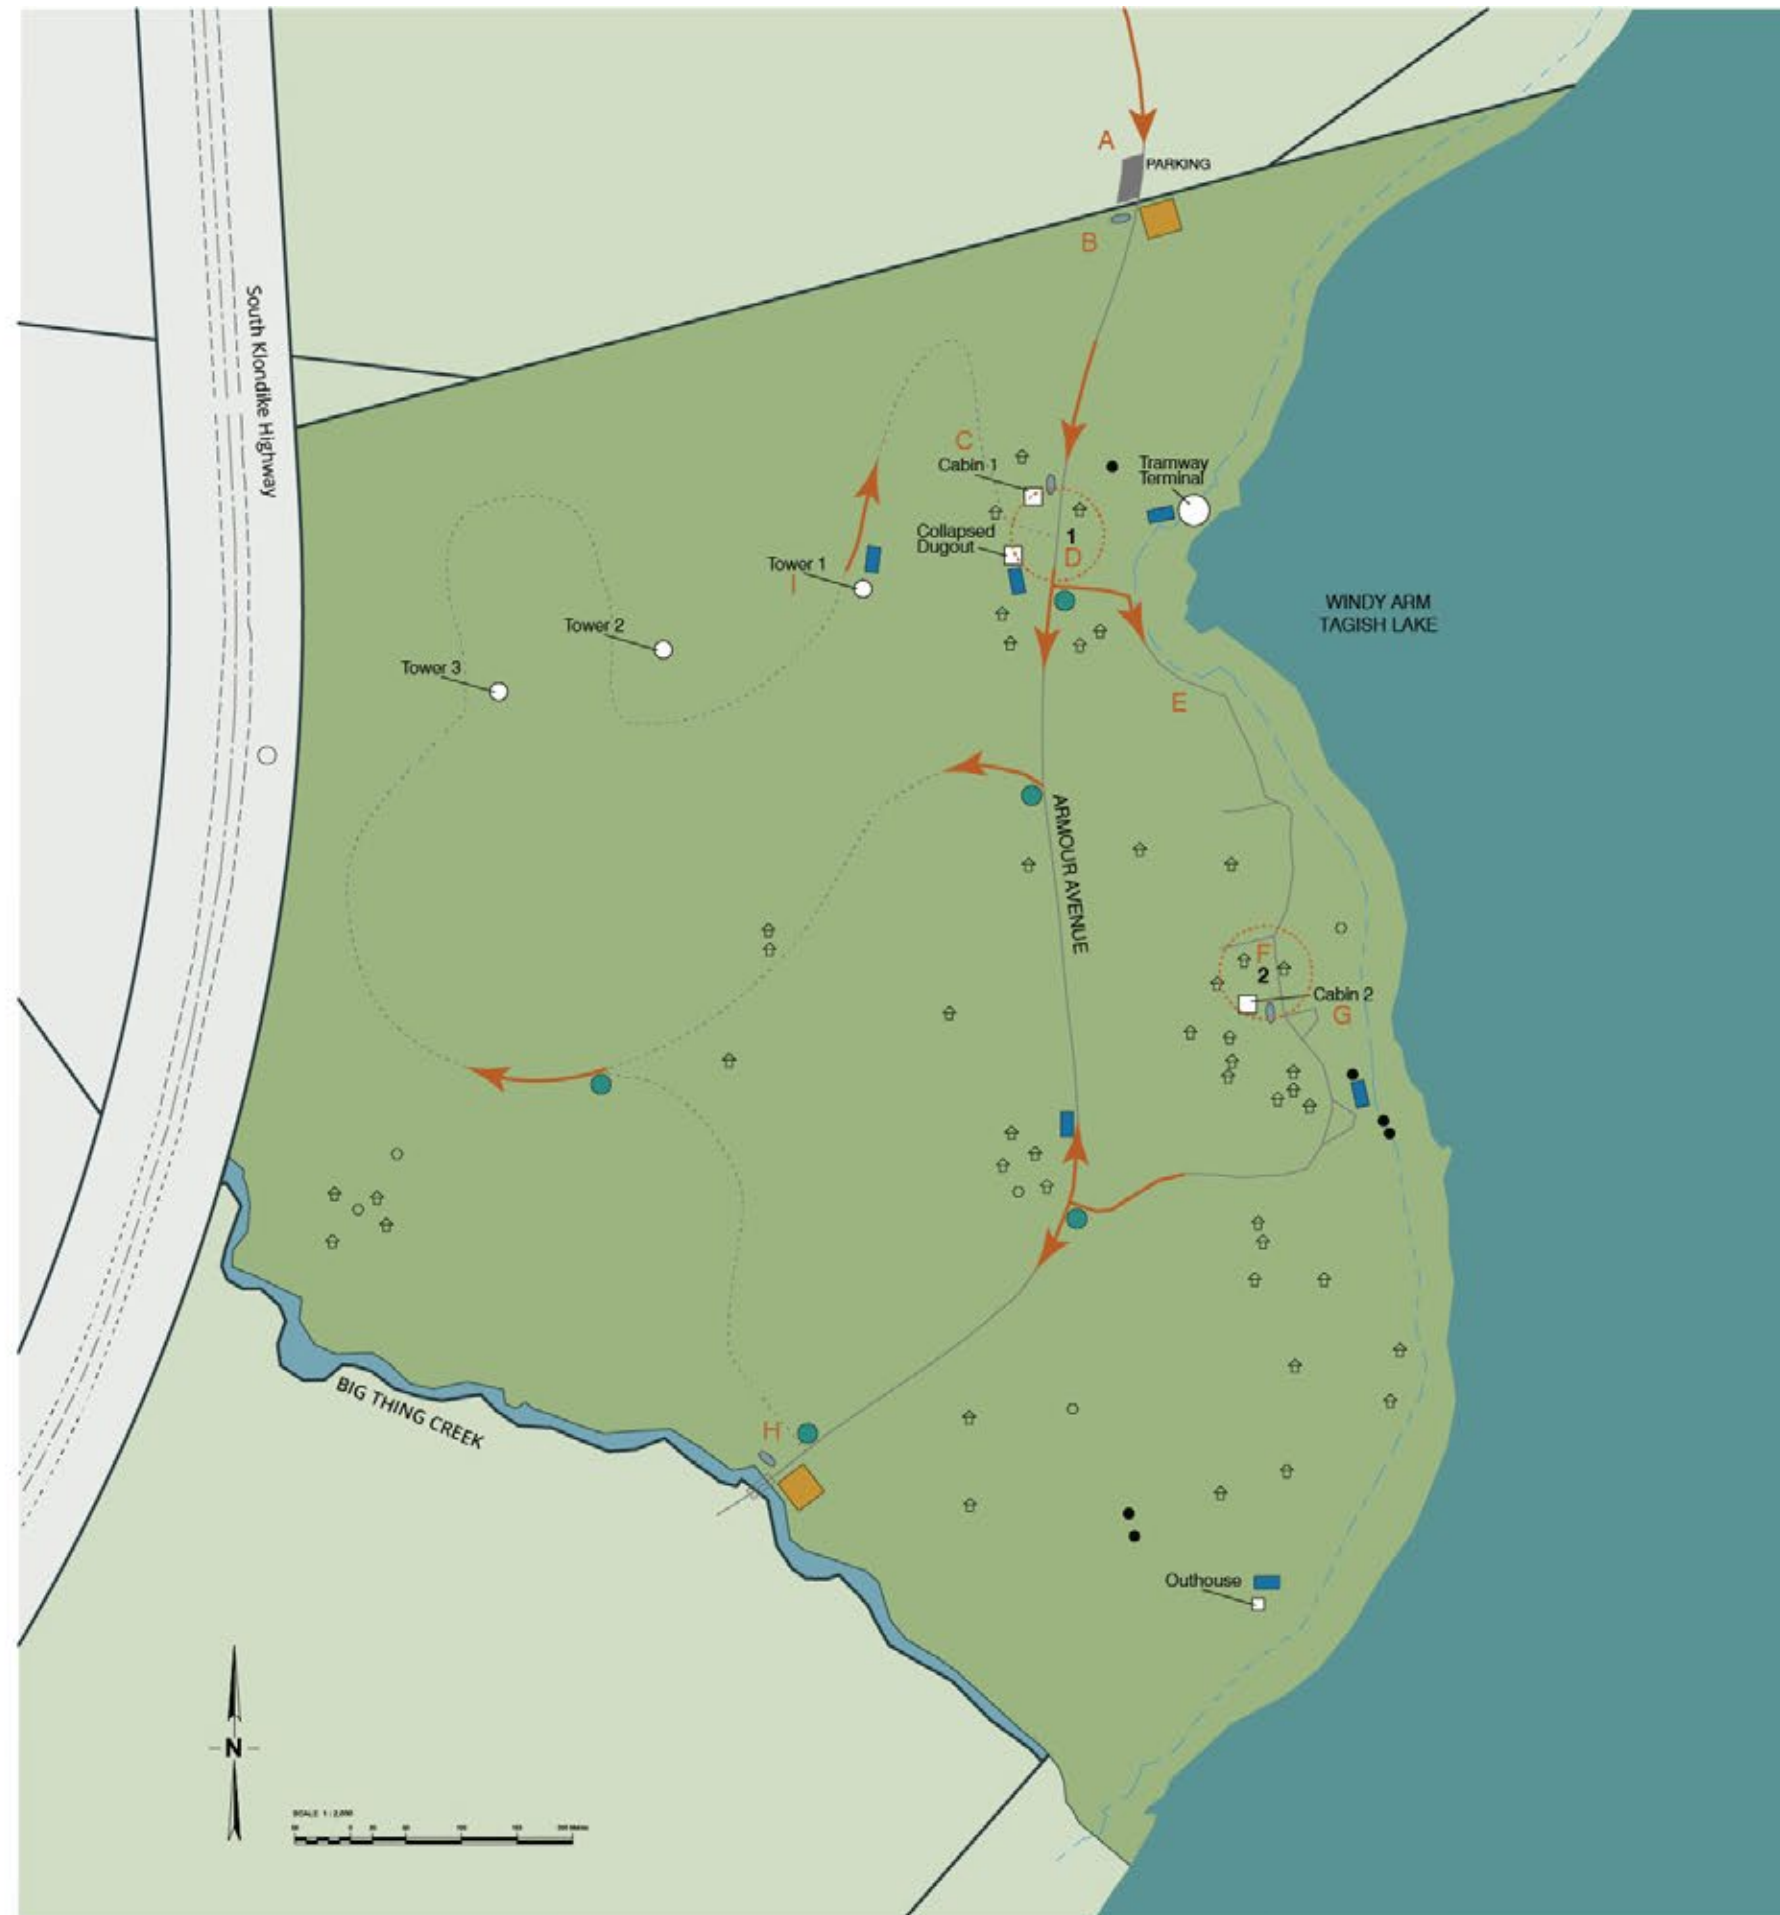 A
PARKING
B
South Klondike Highway
C
Cabin 1
Tramway
Terminal
Collapsed
Dugout
1
D
Tower 1
I
WINDY ARM
TAGISH LAKE
Tower 2
Tower 3
E
ARMOUR AVENUE
F
2
Cabin 2
G
BIG THING CREEK
H
Outhouse
N